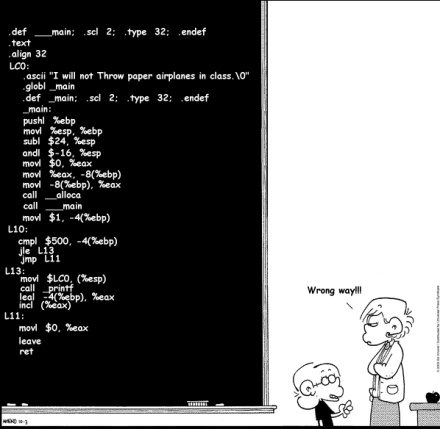 .def ___main; .scl 2; .type 32; .endef
.text
.align 32
LC0:
.ascii "I will not Throw paper airplanes in class.\0"
.globl _main
.def _main; .scl 2; .type 32; .endef
_main:
pushl %ebp
movl %esp, %ebp
subl $24, %esp
andl $-16, %esp
movl $0, %eax
movl %eax, -8(%ebp)
movl -8(%ebp), %eax
call __alloca
call ___main
movl $1, -4(%ebp)
L10:
cmpl $500, -4(%ebp)
jle L13
jmp L11
L13:
movl $LC0, (%esp)
call _printf
leal -4(%ebp), %eax
incl (%eax)
L11:
movl $0, %eax
leave
ret
Wrong way!!!
AMEND 10-3